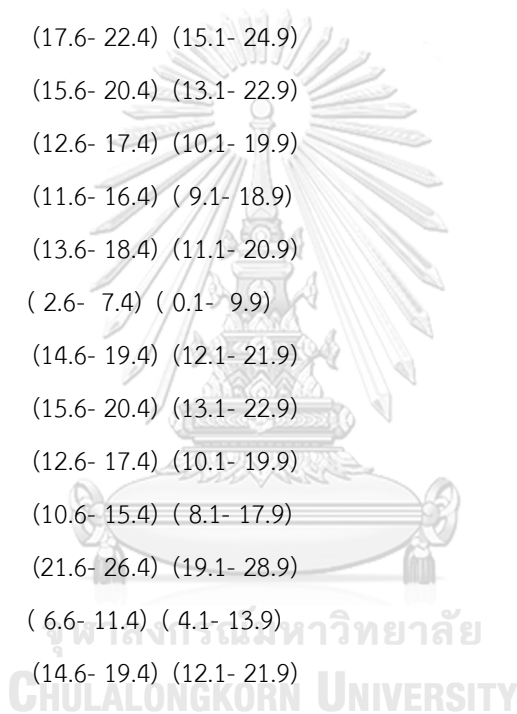 (17.6- 22.4) (15.1- 24.9)
(15.6- 20.4) (13.1- 22.9)
(12.6- 17.4) (10.1- 19.9)
(11.6- 16.4) ( 9.1- 18.9)
(13.6- 18.4) (11.1- 20.9)
( 2.6- 7.4) ( 0.1- 9.9)
(14.6- 19.4) (12.1- 21.9)
(15.6- 20.4) (13.1- 22.9)
(12.6- 17.4) (10.1- 19.9)
(10.6- 15.4) ( 8.1- 17.9)
(21.6- 26.4) (19.1- 28.9)
( 6.6- 11.4) ( 4.1- 13.9)
จุฬาลงกรณ์มหาวิทยาลัย
(14.6- 19.4) (12.1- 21.9)
CHULALONGKORN UNIVERSITY